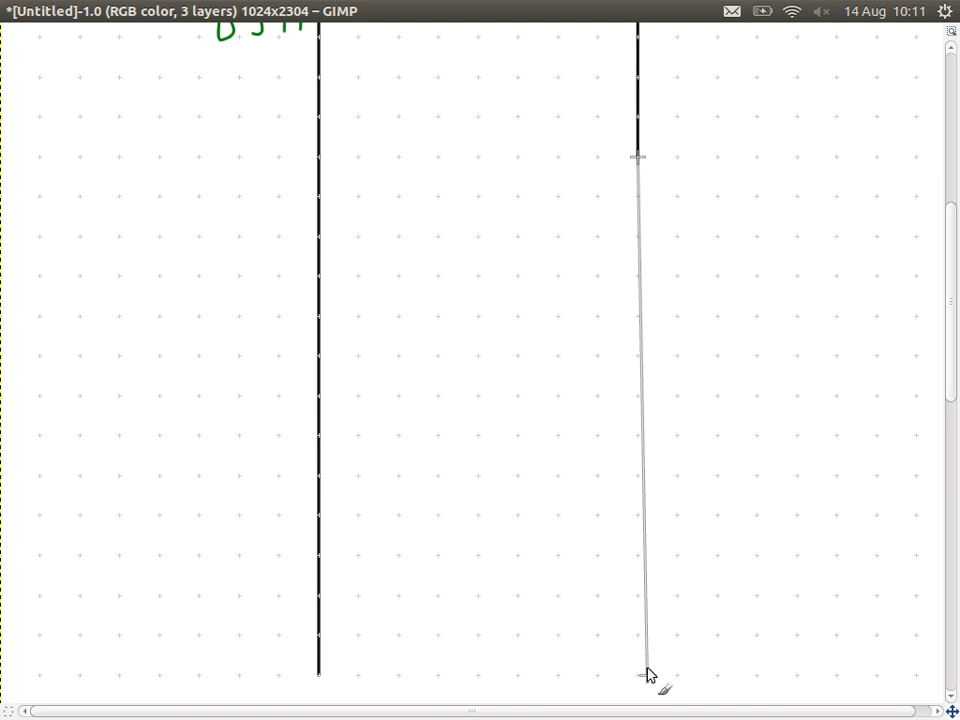 *[Untitled]-1.0 (RGB color, 3 layers) 1024x2304 – GIMP
14 Aug 10:11